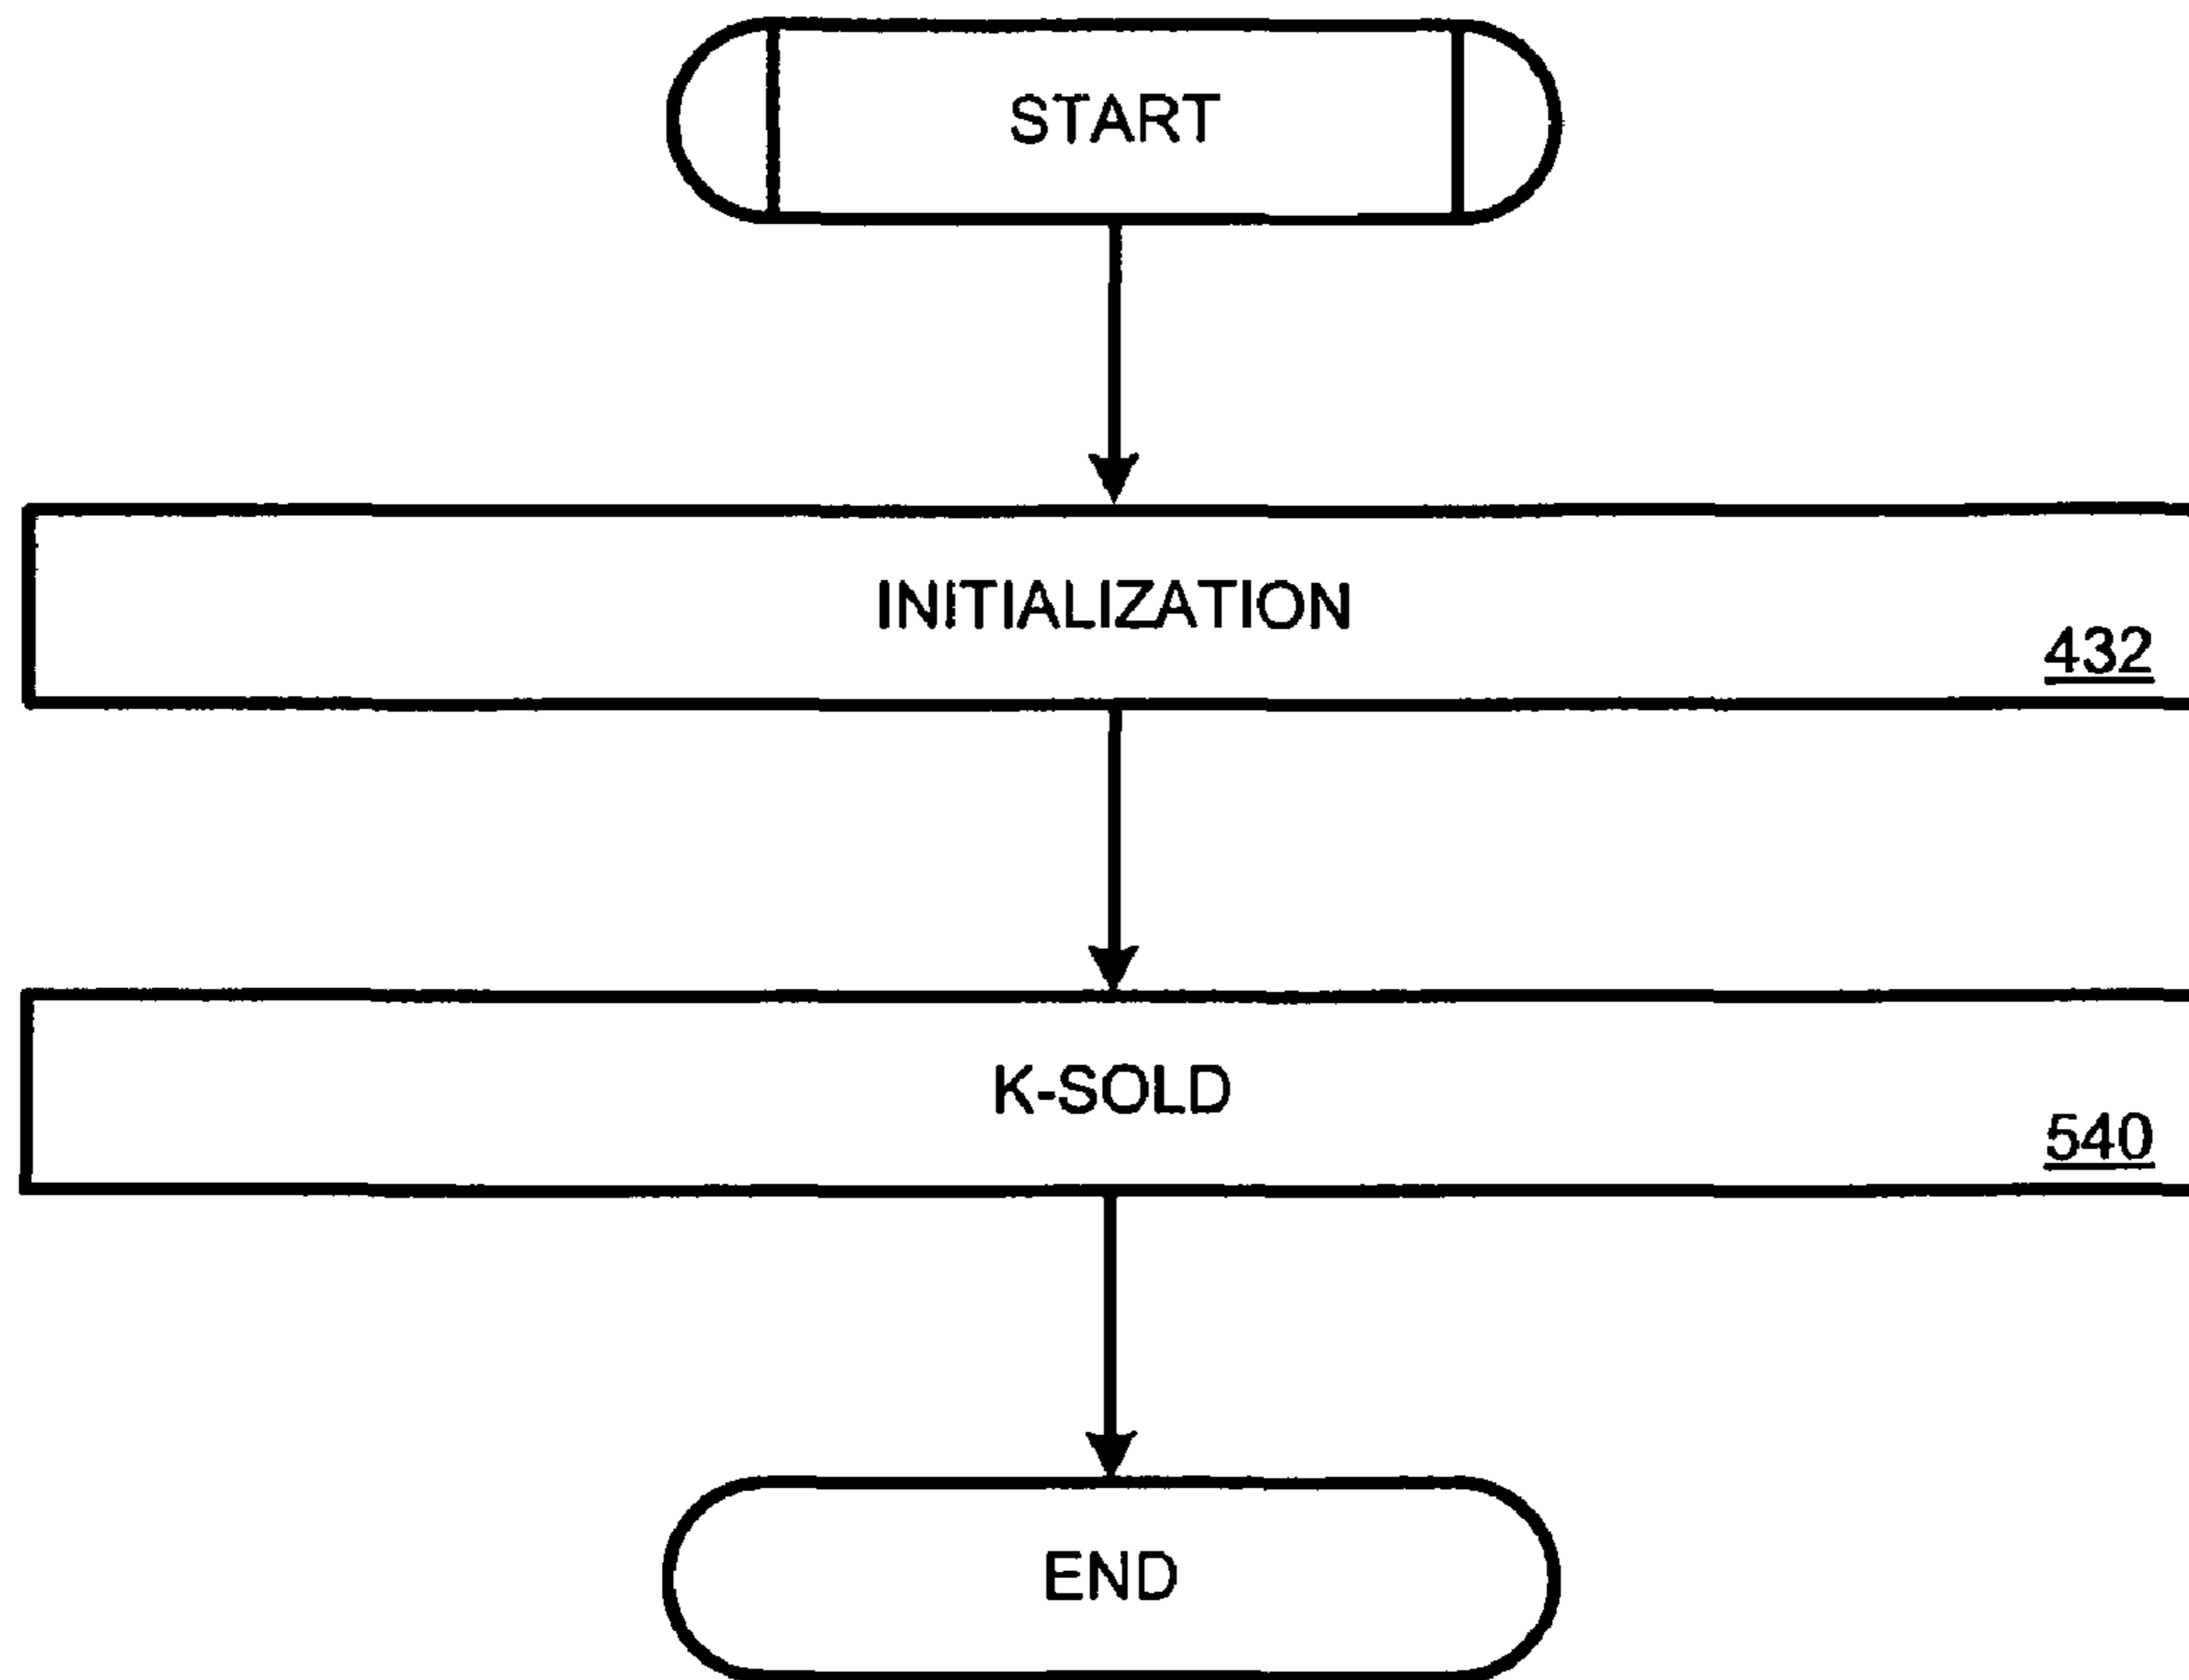 START
INITIALIZATION
432
K-SOLD
540
END